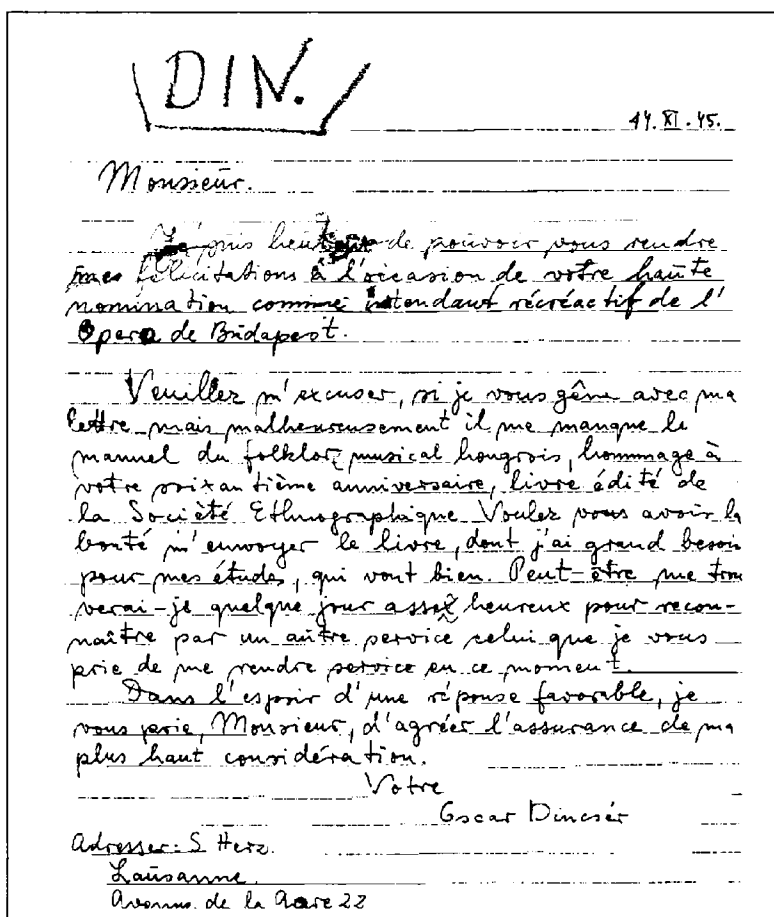 DIN.
14. XI. 45.
Monsieur.
Je suis heureux de pouvoir vous rendre
mes félicitations à l'occasion de votre haute
nomination comme intendant récréactif de l'
Opera de Budapest.
Veuillez m'excuser, si je vous gêne avec ma
lettre mais malheureusement il me manque le
manuel du folklor musical hongrois, hommage à
votre soixantième anniversaire, livre édité de
la Société Ethnographique Voulez vous avoir la
bonté m'envoyer le livre, dont j'ai grand besoin
pour mes études, qui vont bien. Peut-être me trou
verai-je quelque jour assez heureux pour recon-
naître par un autre service celui que je vous
prie de me rendre service en ce moment.
Dans l'espoir d'une réponse favorable, je
vous prie, Monsieur, d'agréer l'assurance de ma
plus haut considération.
Votre
Oscar Dincsér
Adresser: S. Herz.
Lausanne.
Avenue de la Gare 22